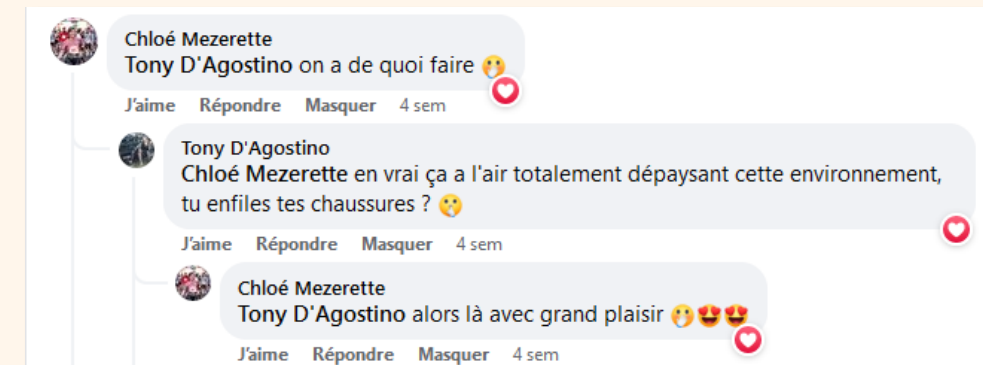 Chloé Mezerette
Tony D'Agostino on a de quoi faire 🤭
J'aime Répondre Masquer 4 sem
Tony D'Agostino
Chloé Mezerette en vrai ça a l'air totalement dépaysant cette environnement,
tu enfiles tes chaussures ? 🤫
J'aime Répondre Masquer 4 sem
Chloé Mezerette
Tony D'Agostino alors là avec grand plaisir 🤭😍😍
J'aime Répondre Masquer 4 sem